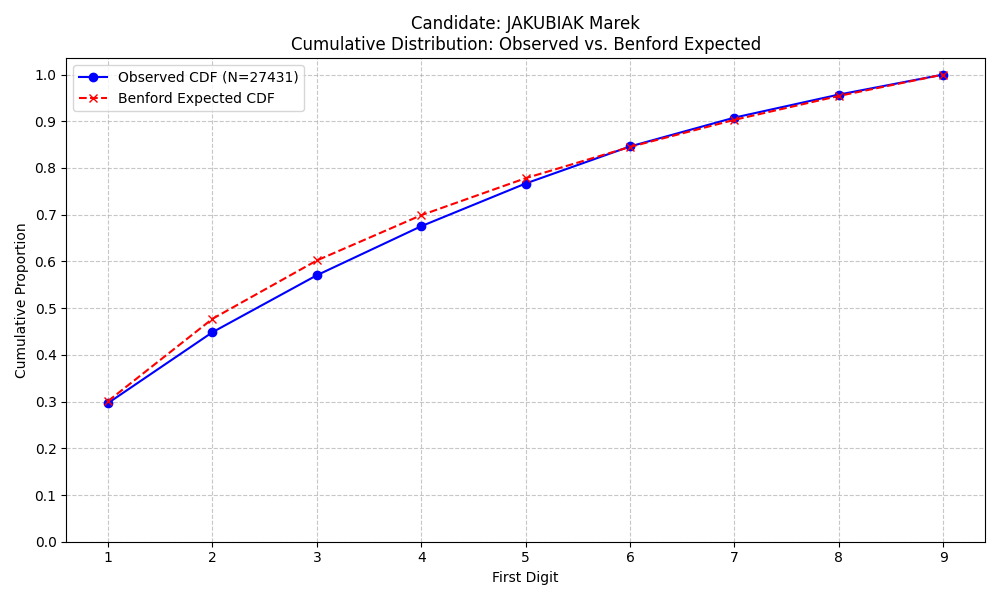 Candidate: JAKUBIAK Marek
Cumulative Distribution: Observed vs. Benford Expected
Observed CDF (N=27431)
Benford Expected CDF
Cumulative Proportion
1.0
0.9
0.8
0.7
0.6
0.5
0.4
0.3
0.2
0.1
0.0
1 2 3 4 5 6 7 8 9
First Digit